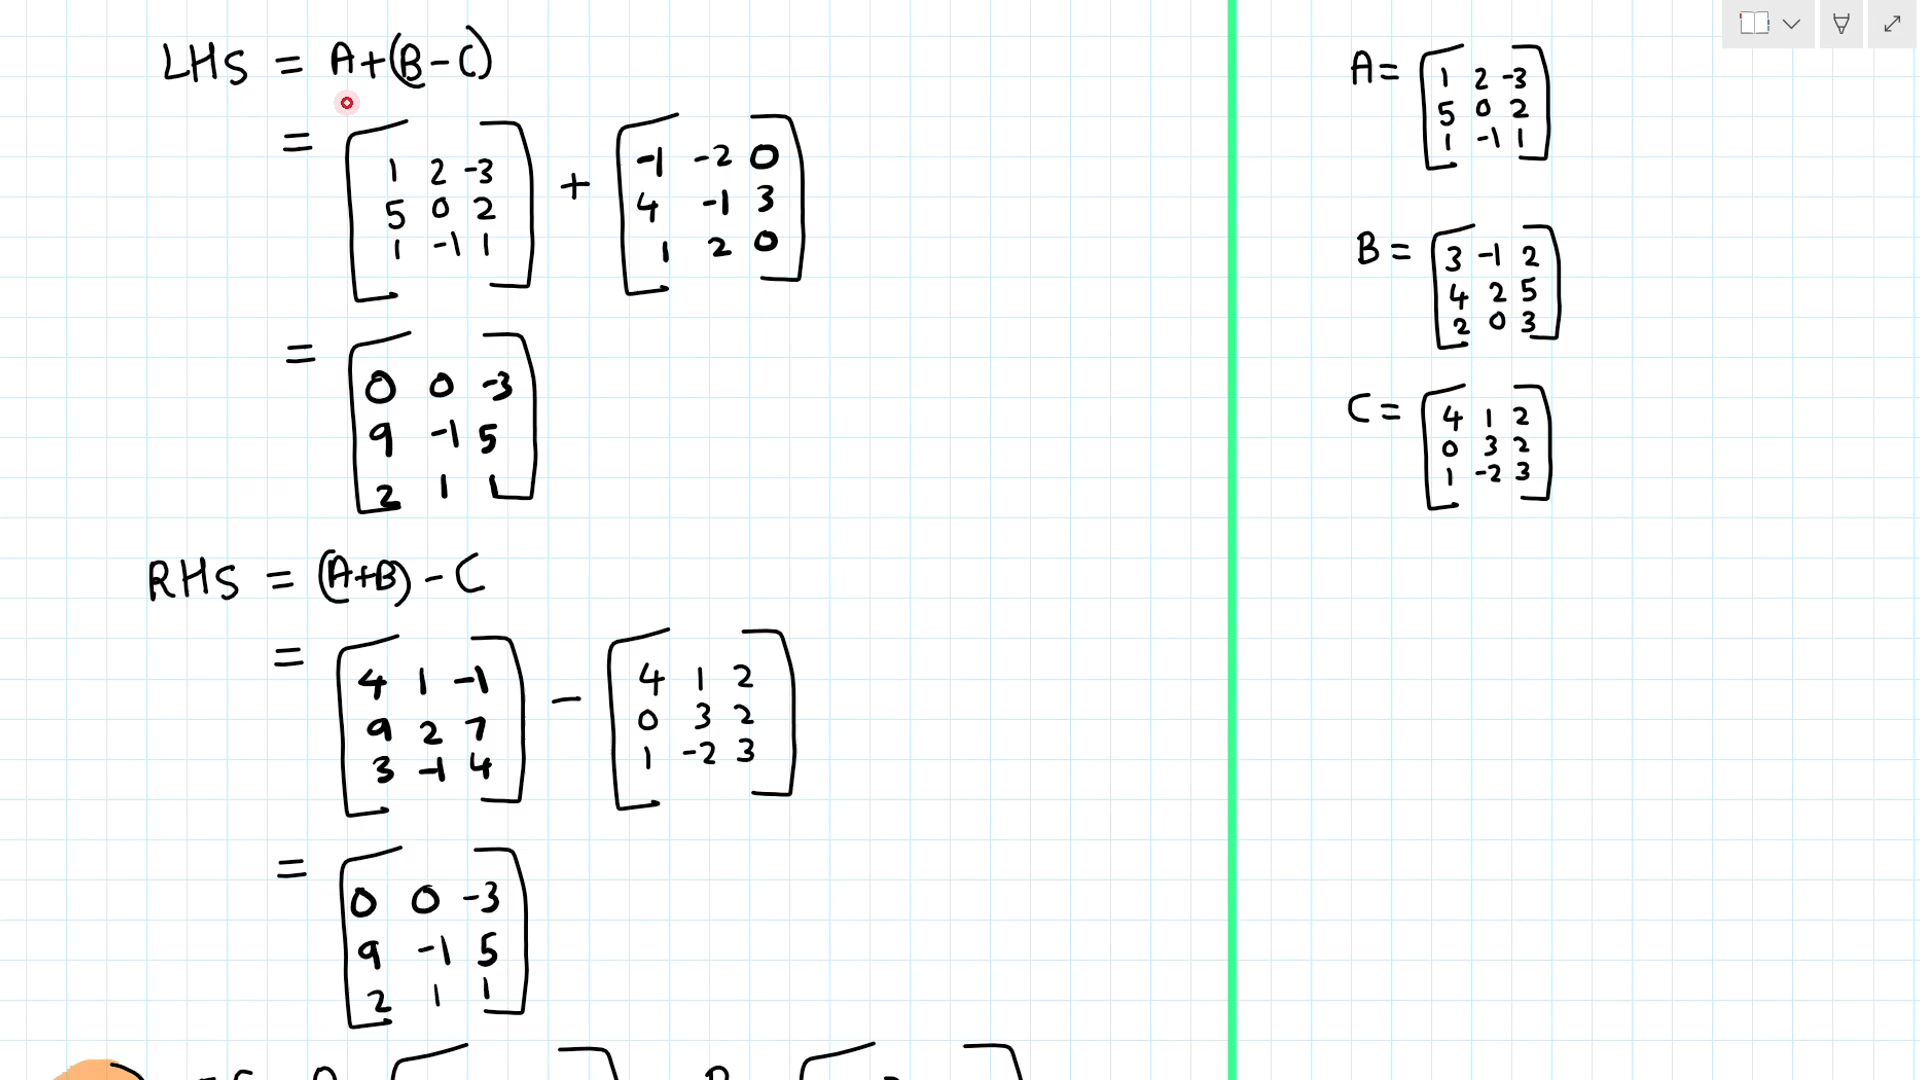 LHS = A+(B-C)
= [1 2 -3
5 0 2
1 -1 1] + [-1 -2 0
4 -1 3
1 2 0]
= [0 0 -3
9 -1 5
2 1 1]
RHS = (A+B)-C
= [4 1 -1
9 2 7
3 -1 4] - [4 1 2
0 3 2
1 -2 3]
= [0 0 -3
9 -1 5
2 1 1]
A= [1 2 -3
5 0 2
1 -1 1]
B= [3 -1 2
4 2 5
2 0 3]
C= [4 1 2
0 3 2
1 -2 3]